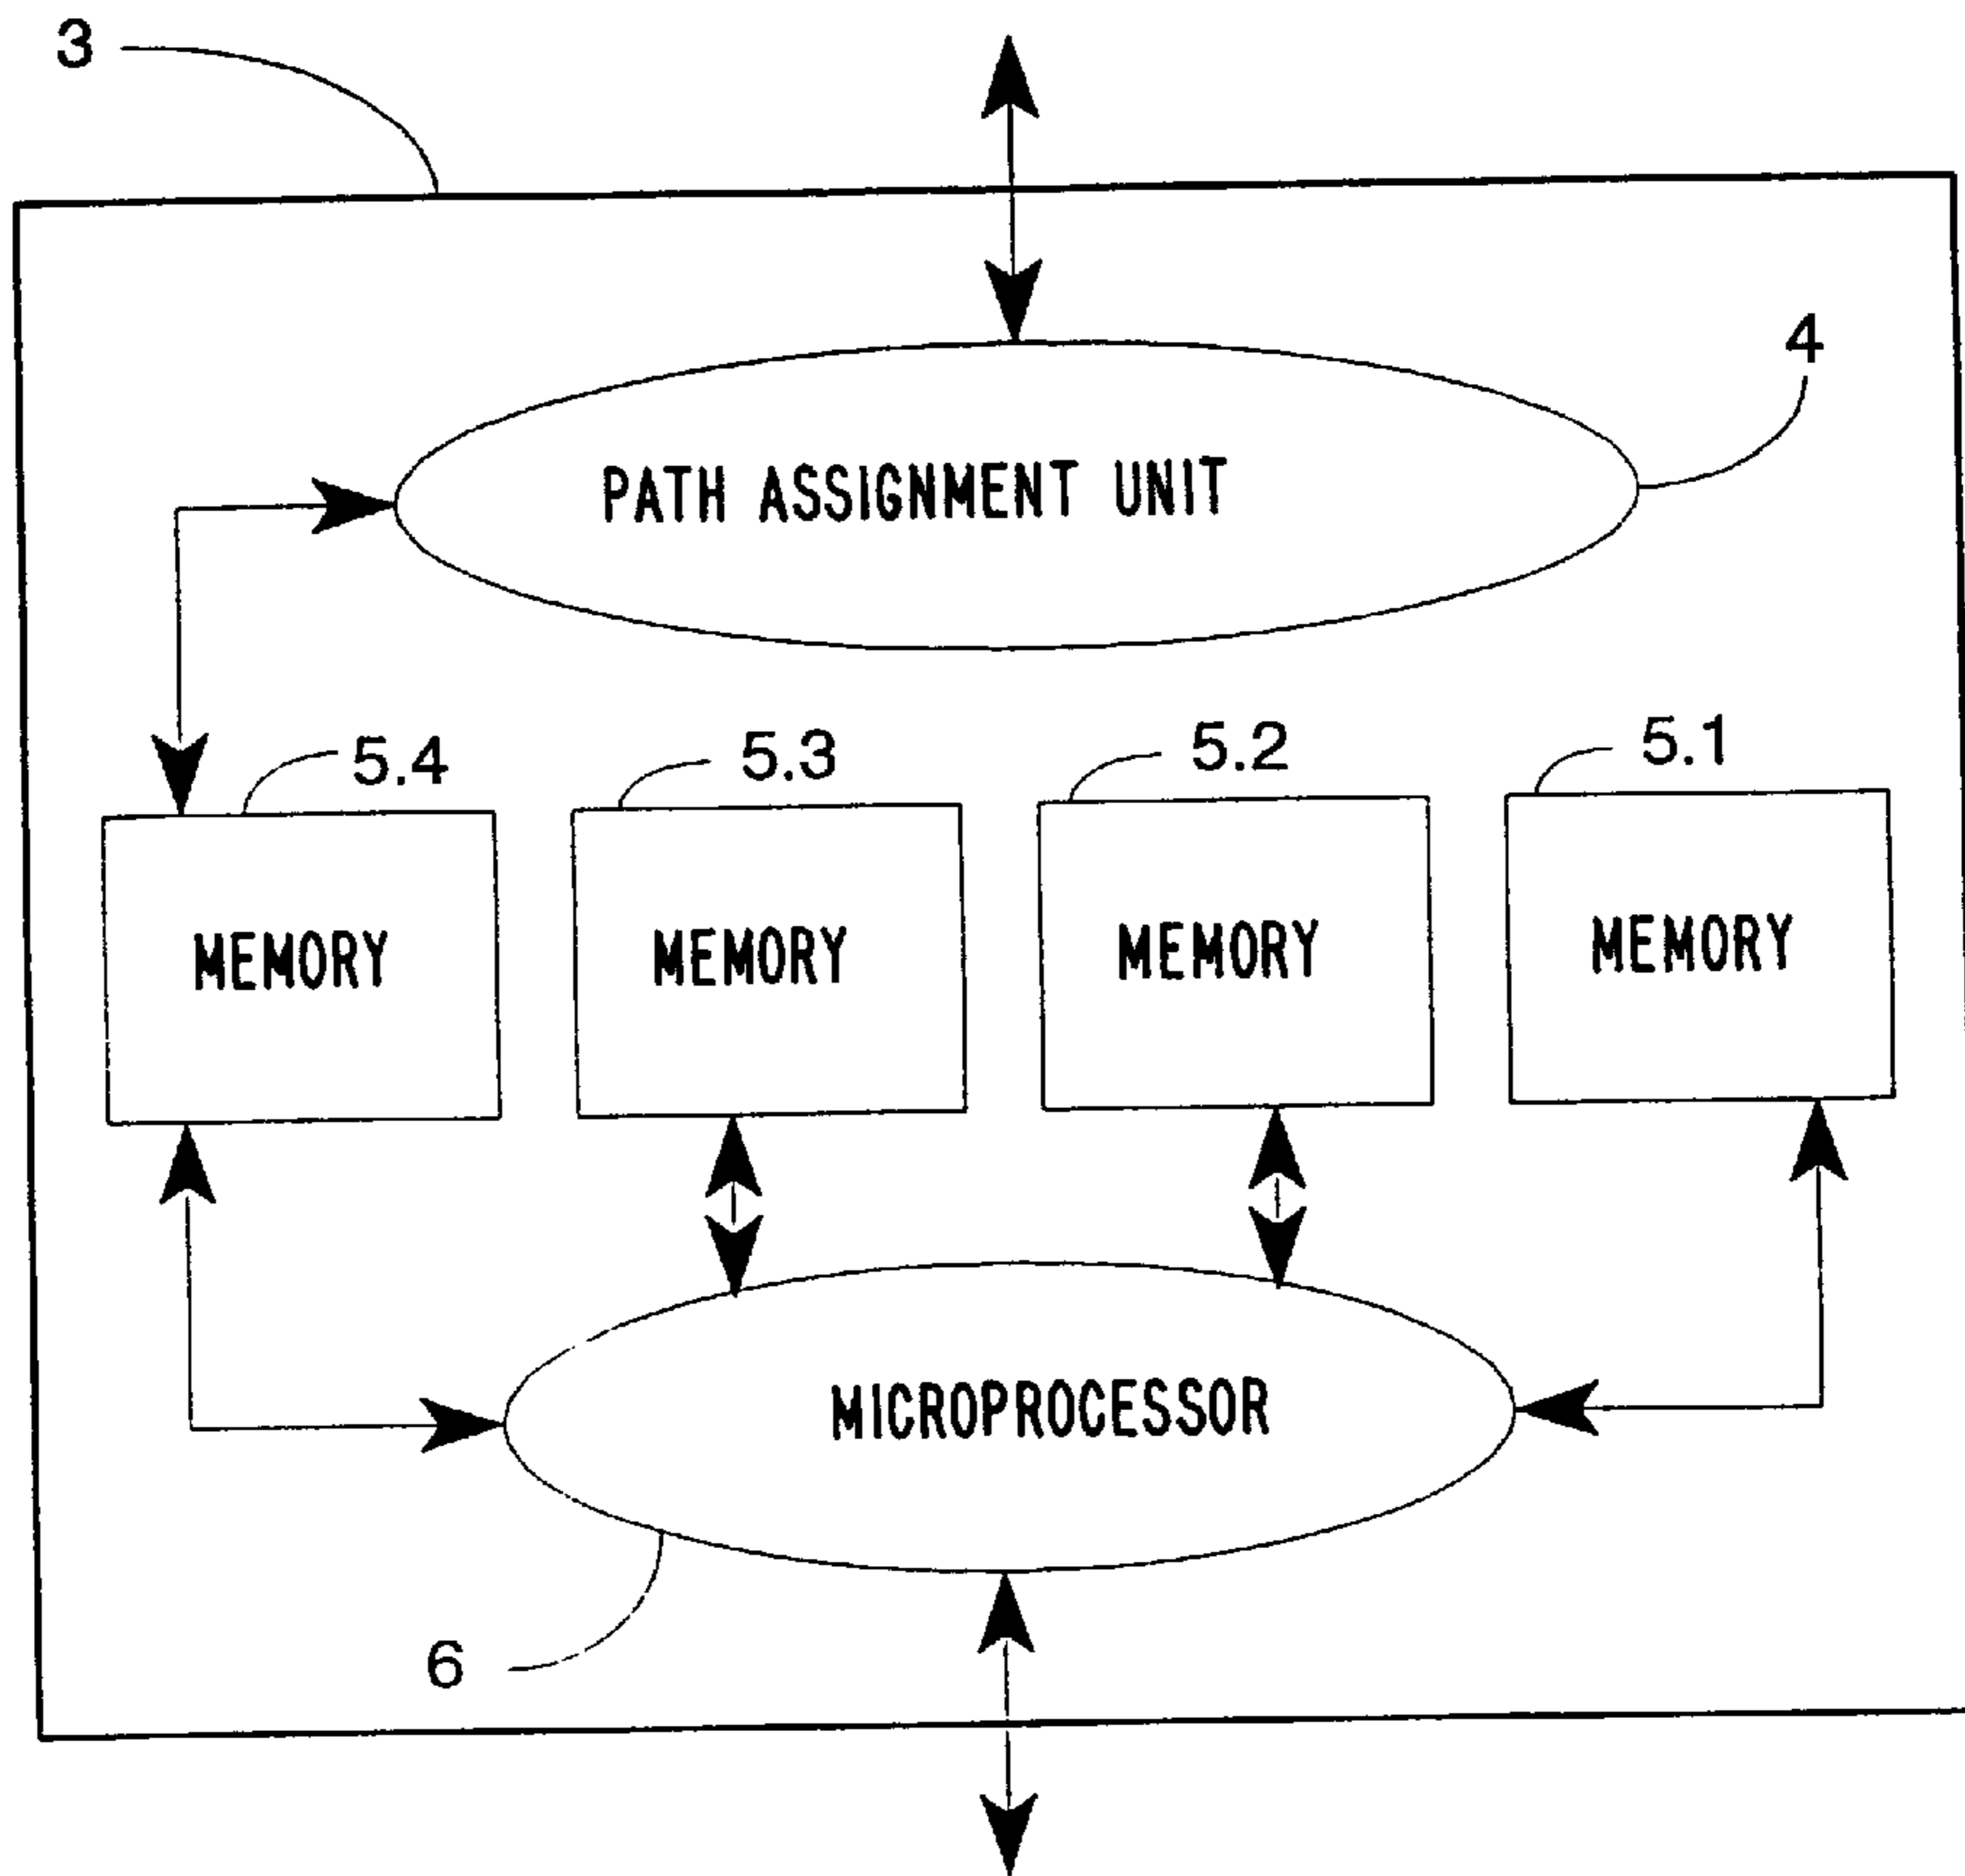 3
4
PATH ASSIGNMENT UNIT
5.4
5.3
5.2
5.1
MEMORY
MEMORY
MEMORY
MEMORY
MICROPROCESSOR
6